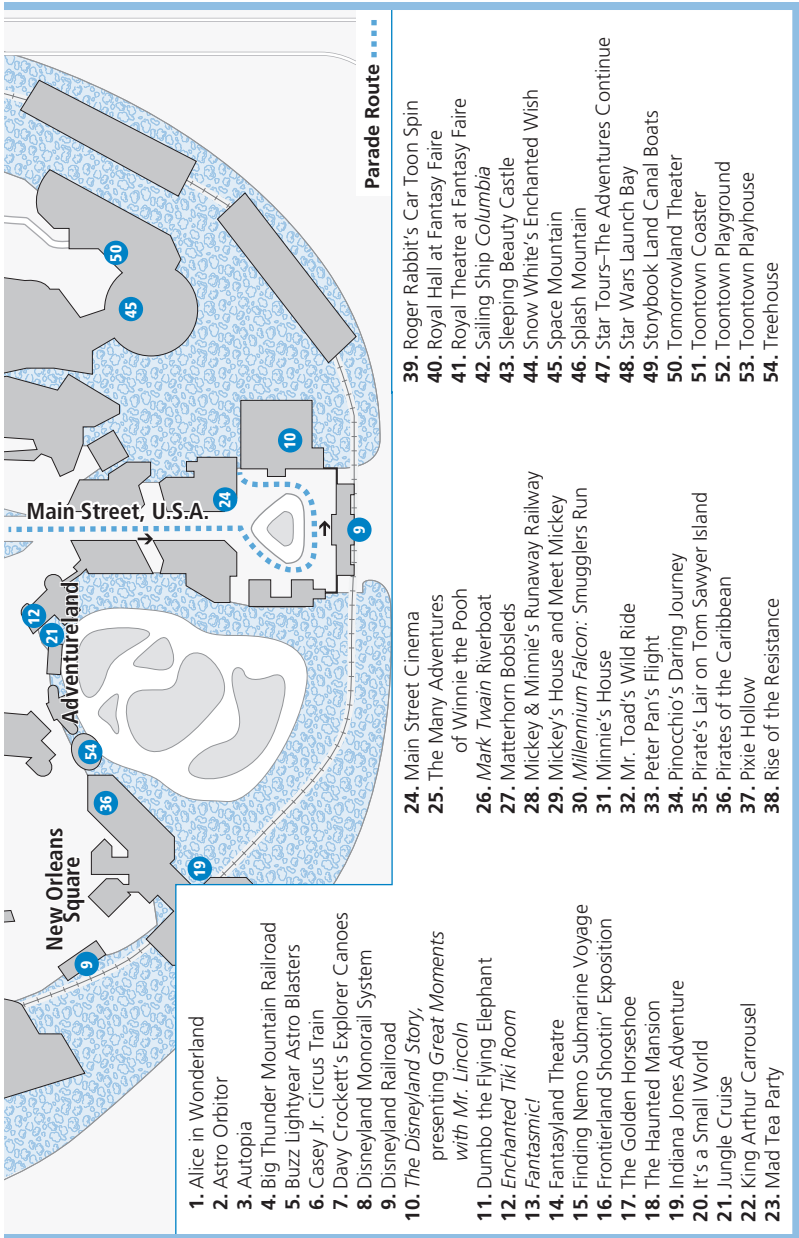 Parade Route
Main Street, U.S.A.
Adventureland
New Orleans
Square
50
45
10
24
9
12
21
54
36
19
9
1. Alice in Wonderland
2. Astro Orbitor
3. Autopia
4. Big Thunder Mountain Railroad
5. Buzz Lightyear Astro Blasters
6. Casey Jr. Circus Train
7. Davy Crockett's Explorer Canoes
8. Disneyland Monorail System
9. Disneyland Railroad
10. The Disneyland Story,
presenting Great Moments
with Mr. Lincoln
11. Dumbo the Flying Elephant
12. Enchanted Tiki Room
13. Fantasmic!
14. Fantasyland Theatre
15. Finding Nemo Submarine Voyage
16. Frontierland Shootin' Exposition
17. The Golden Horseshoe
18. The Haunted Mansion
19. Indiana Jones Adventure
20. It's a Small World
21. Jungle Cruise
22. King Arthur Carrousel
23. Mad Tea Party
24. Main Street Cinema
25. The Many Adventures
of Winnie the Pooh
26. Mark Twain Riverboat
27. Matterhorn Bobsleds
28. Mickey & Minnie's Runaway Railway
29. Mickey's House and Meet Mickey
30. Millennium Falcon: Smugglers Run
31. Minnie's House
32. Mr. Toad's Wild Ride
33. Peter Pan's Flight
34. Pinocchio's Daring Journey
35. Pirate's Lair on Tom Sawyer Island
36. Pirates of the Caribbean
37. Pixie Hollow
38. Rise of the Resistance
39. Roger Rabbit's Car Toon Spin
40. Royal Hall at Fantasy Faire
41. Royal Theatre at Fantasy Faire
42. Sailing Ship Columbia
43. Sleeping Beauty Castle
44. Snow White's Enchanted Wish
45. Space Mountain
46. Splash Mountain
47. Star Tours–The Adventures Continue
48. Star Wars Launch Bay
49. Storybook Land Canal Boats
50. Tomorrowland Theater
51. Toontown Coaster
52. Toontown Playground
53. Toontown Playhouse
54. Treehouse